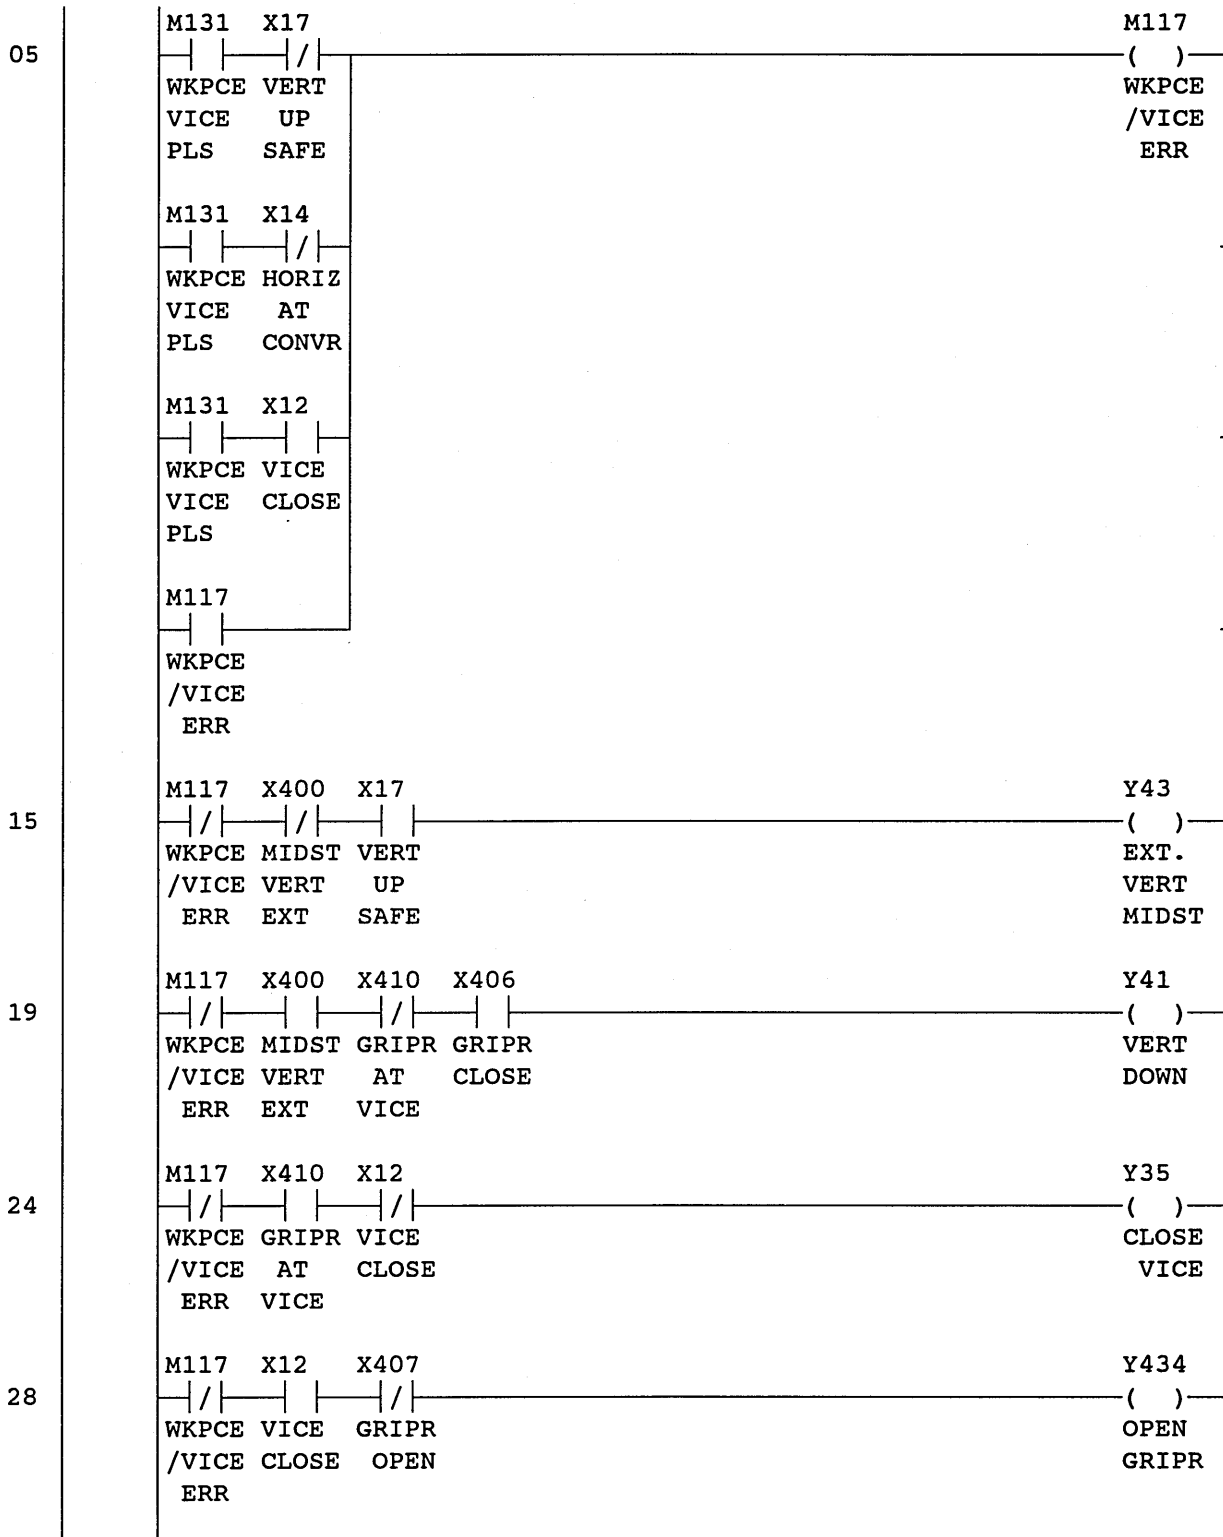 M131 X17 M117
05 ( )
WKPCE VERT WKPCE
VICE UP /VICE
PLS SAFE ERR
M131 X14
WKPCE HORIZ
VICE AT
PLS CONVR
M131 X12
WKPCE VICE
VICE CLOSE
PLS
M117
WKPCE
/VICE
ERR
M117 X400 X17 Y43
15 ( )
WKPCE MIDST VERT EXT.
/VICE VERT UP VERT
ERR EXT SAFE MIDST
M117 X400 X410 X406 Y41
19 ( )
WKPCE MIDST GRIPR GRIPR VERT
/VICE VERT AT CLOSE DOWN
ERR EXT VICE
M117 X410 X12 Y35
24 ( )
WKPCE GRIPR VICE CLOSE
/VICE AT CLOSE VICE
ERR VICE
M117 X12 X407 Y434
28 ( )
WKPCE VICE GRIPR OPEN
/VICE CLOSE OPEN GRIPR
ERR